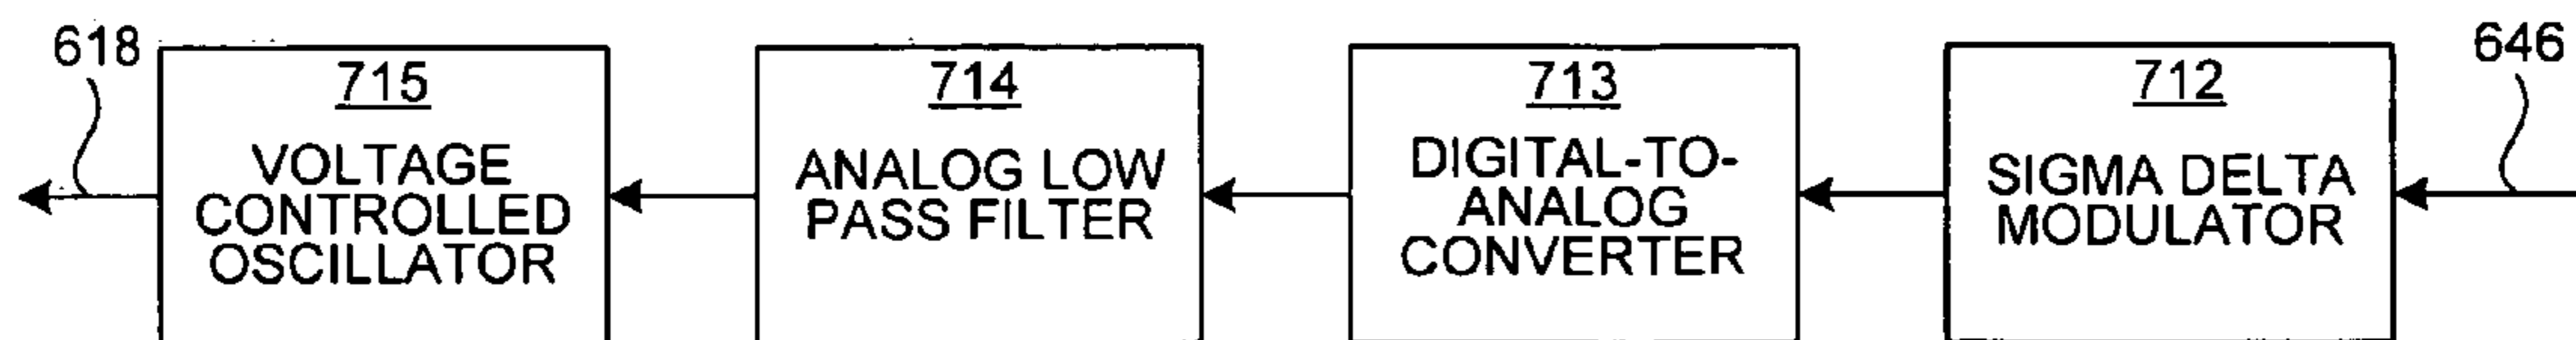 618
715
VOLTAGE
CONTROLLED
OSCILLATOR
714
ANALOG LOW
PASS FILTER
713
DIGITAL-TO-
ANALOG
CONVERTER
712
SIGMA DELTA
MODULATOR
646